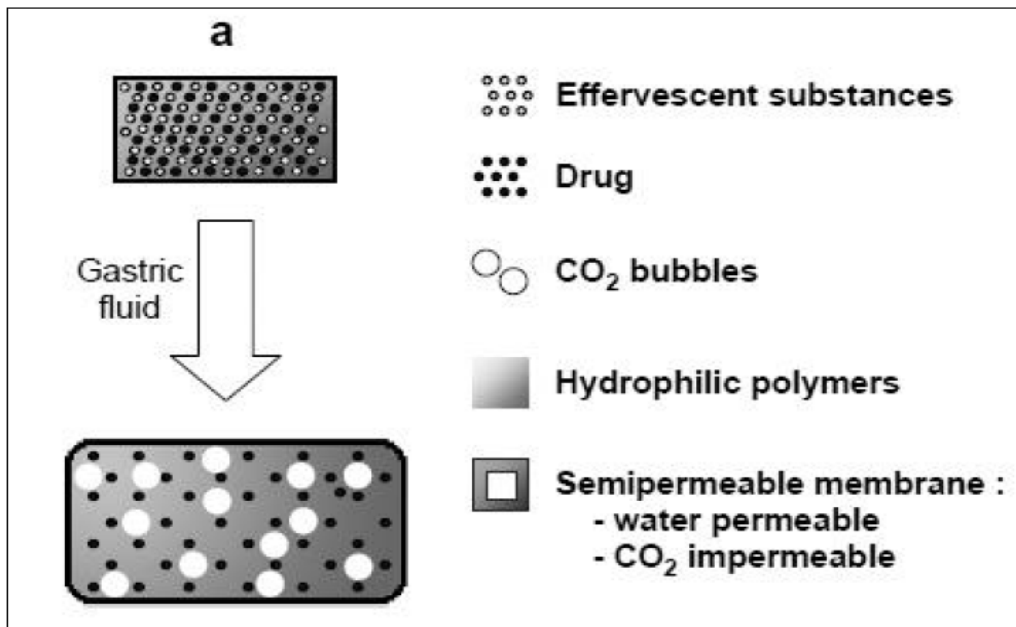 a
Effervescent substances
Drug
Gastric
fluid
CO₂ bubbles
Hydrophilic polymers
Semipermeable membrane :
- water permeable
- CO₂ impermeable